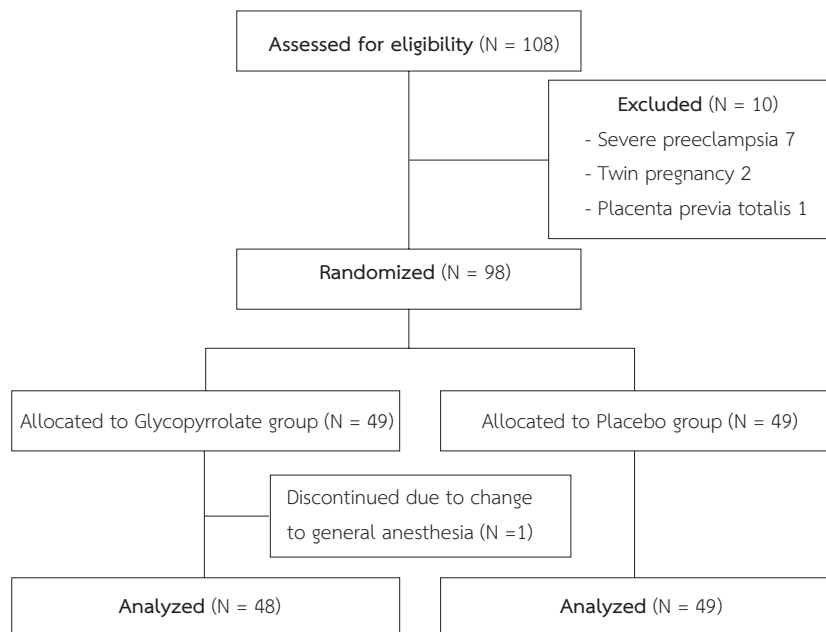 Assessed for eligibility (N = 108)
Excluded (N = 10)
- Severe preeclampsia 7
- Twin pregnancy 2
- Placenta previa totalis 1
Randomized (N = 98)
Allocated to Glycopyrrolate group (N = 49)
Allocated to Placebo group (N = 49)
Discontinued due to change
to general anesthesia (N =1)
Analyzed (N = 48)
Analyzed (N = 49)